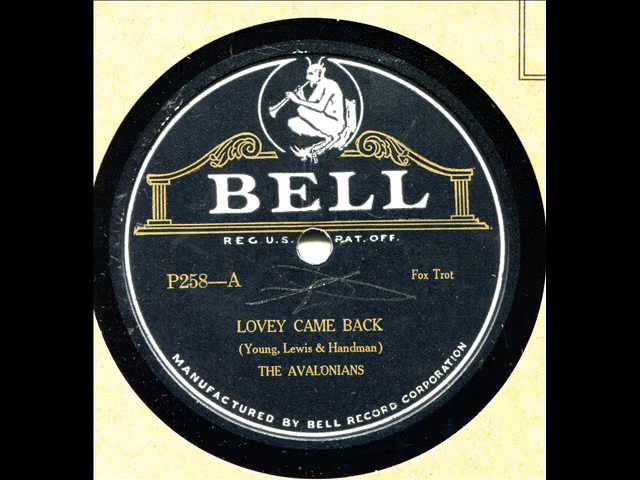 BELL
REG. U.S. PAT. OFF.
P258—A
Fox Trot
LOVEY CAME BACK
(Young, Lewis & Handman)
THE AVALONIANS
MANUFACTURED BY BELL RECORD CORPORATION